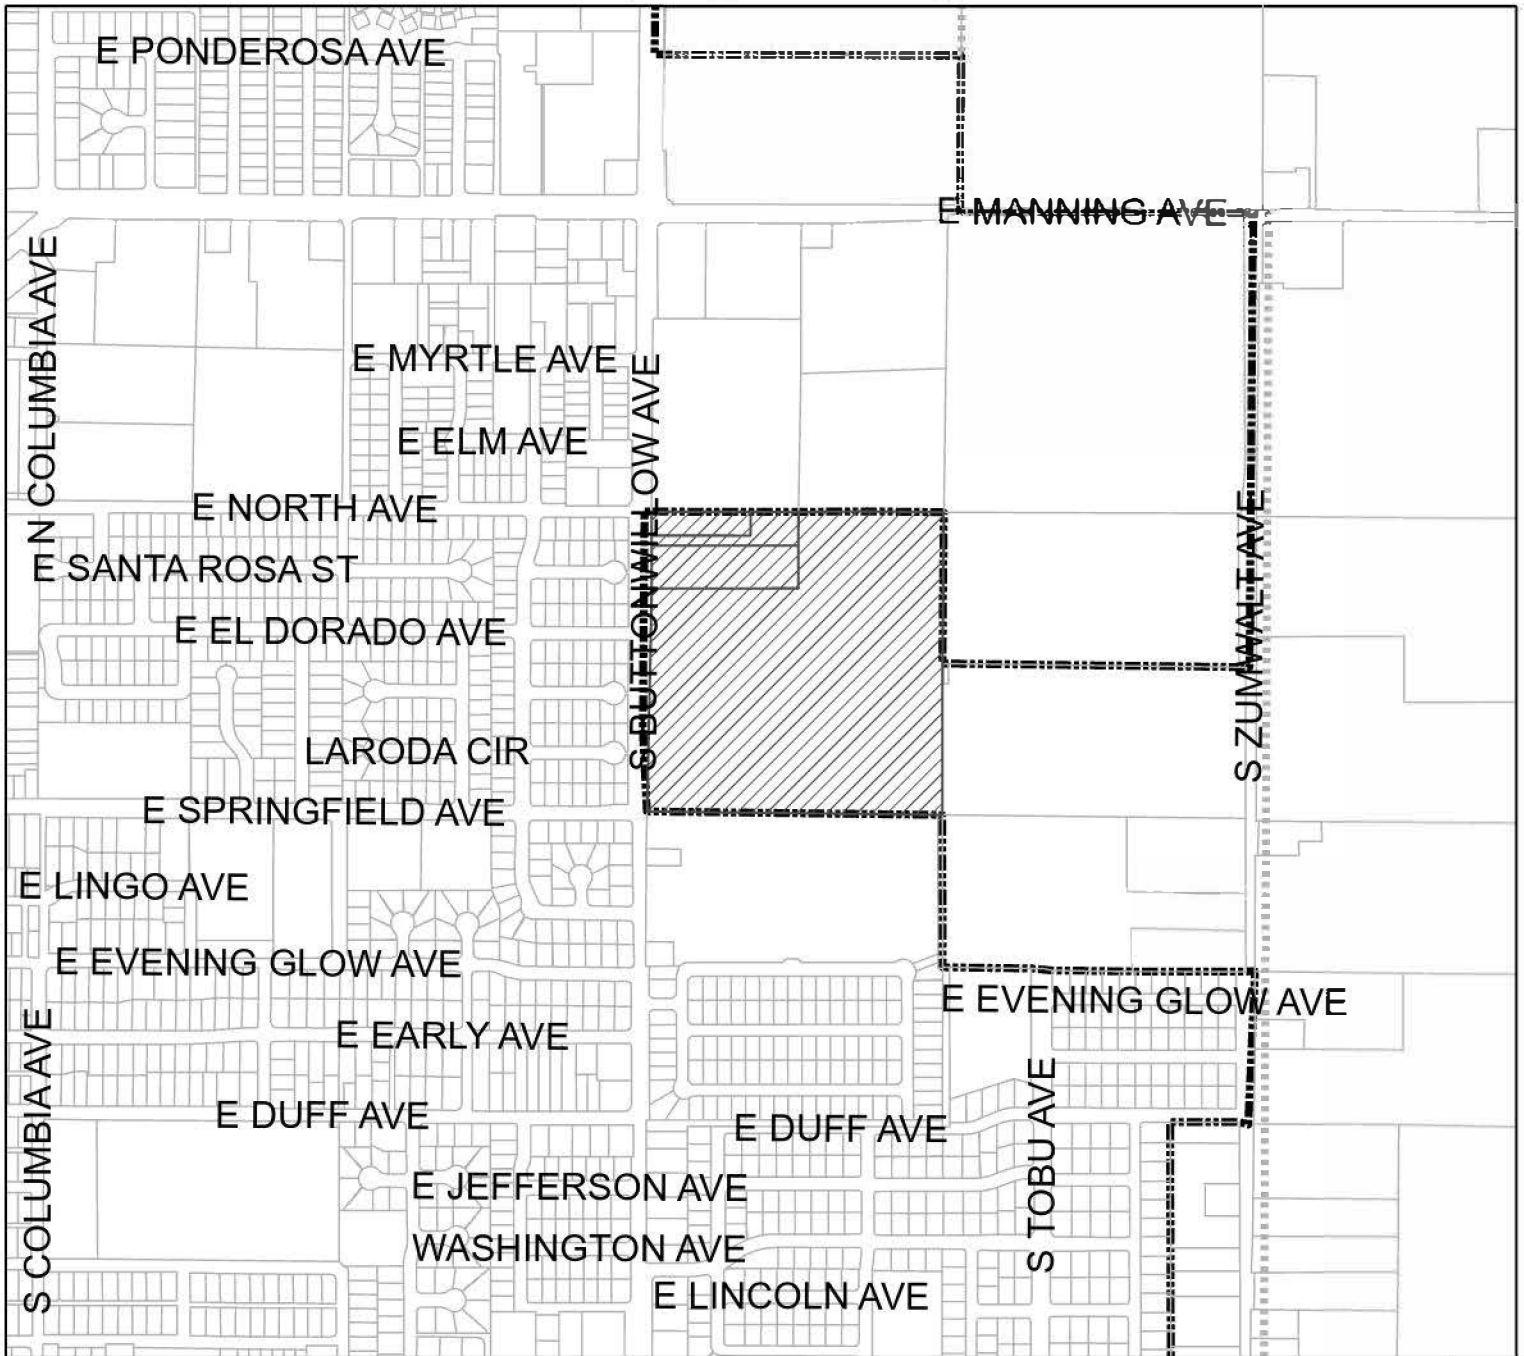 E PONDEROSA AVE
E MANNING AVE
E N COLUMBIA AVE
E MYRTLE AVE
S BUTTONWILLOW AVE
E ELM AVE
E NORTH AVE
S ZUMWALT AVE
E SANTA ROSA ST
E EL DORADO AVE
LARODA CIR
E SPRINGFIELD AVE
E LINGO AVE
E EVENING GLOW AVE
E EVENING GLOW AVE
S COLUMBIA AVE
E EARLY AVE
S TOBU AVE
E DUFF AVE
E DUFF AVE
E JEFFERSON AVE
WASHINGTON AVE
E LINCOLN AVE